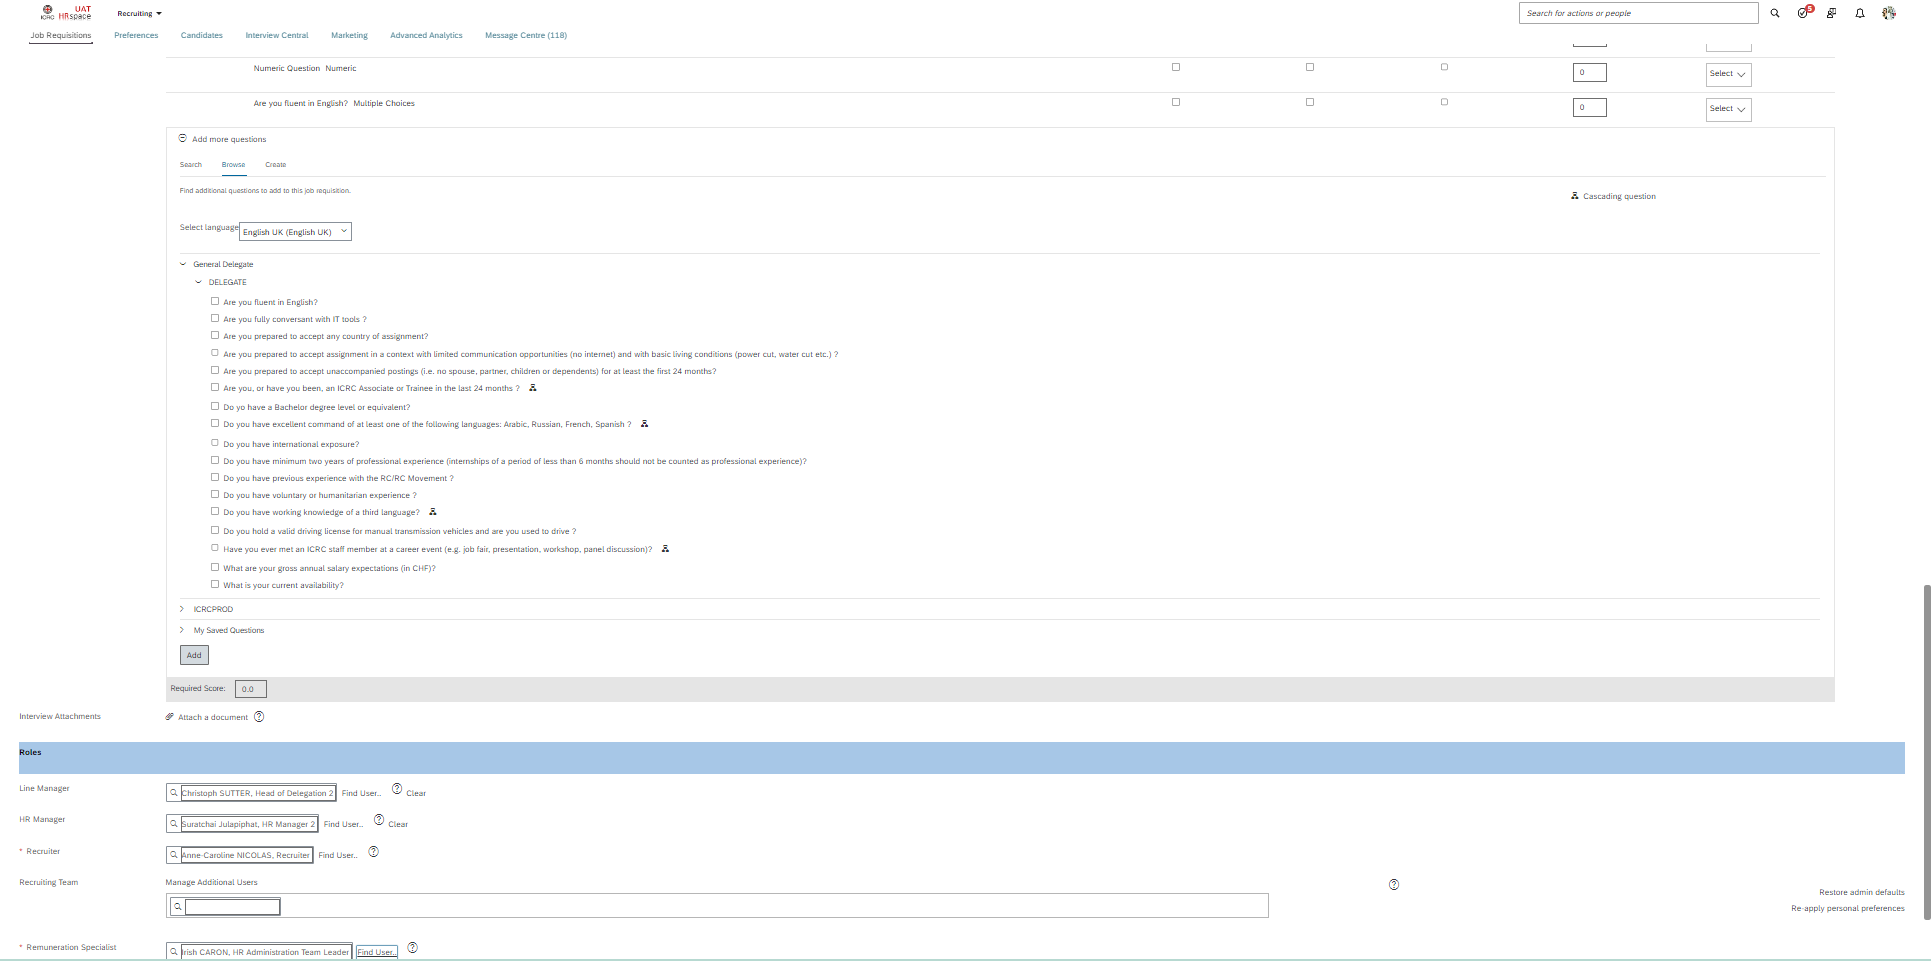 ICRC UAT HRspace
Recruiting
Search for actions or people
5
Job Requisitions Preferences Candidates Interview Central Marketing Advanced Analytics Message Centre (118)
Numeric Question Numeric 0 Select
Are you fluent in English? Multiple Choices 0 Select
Add more questions
Search Browse Create
Find additional questions to add to this job requisition.
Cascading question
Select language English UK (English UK)
General Delegate
DELEGATE
Are you fluent in English?
Are you fully conversant with IT tools ?
Are you prepared to accept any country of assignment?
Are you prepared to accept assignment in a context with limited communication opportunities (no internet) and with basic living conditions (power cut, water cut etc.) ?
Are you prepared to accept unaccompanied postings (i.e. no spouse, partner, children or dependents) for at least the first 24 months?
Are you, or have you been, an ICRC Associate or Trainee in the last 24 months ?
Do yo have a Bachelor degree level or equivalent?
Do you have excellent command of at least one of the following languages: Arabic, Russian, French, Spanish ?
Do you have international exposure?
Do you have minimum two years of professional experience (internships of a period of less than 6 months should not be counted as professional experience)?
Do you have previous experience with the RC/RC Movement ?
Do you have voluntary or humanitarian experience ?
Do you have working knowledge of a third language?
Do you hold a valid driving license for manual transmission vehicles and are you used to drive ?
Have you ever met an ICRC staff member at a career event (e.g. job fair, presentation, workshop, panel discussion)?
What are your gross annual salary expectations (in CHF)?
What is your current availability?
ICRCPROD
My Saved Questions
Add
Required Score: 0.0
Interview Attachments Attach a document ?
Roles
Line Manager Christoph SUTTER, Head of Delegation 2 Find User.. ? Clear
HR Manager Suratchai Julapiphat, HR Manager 2 Find User.. ? Clear
* Recruiter Anne-Caroline NICOLAS, Recruiter Find User.. ?
Recruiting Team Manage Additional Users ?
Restore admin defaults
Re-apply personal preferences
* Remuneration Specialist Irish CARON, HR Administration Team Leader Find User.. ?